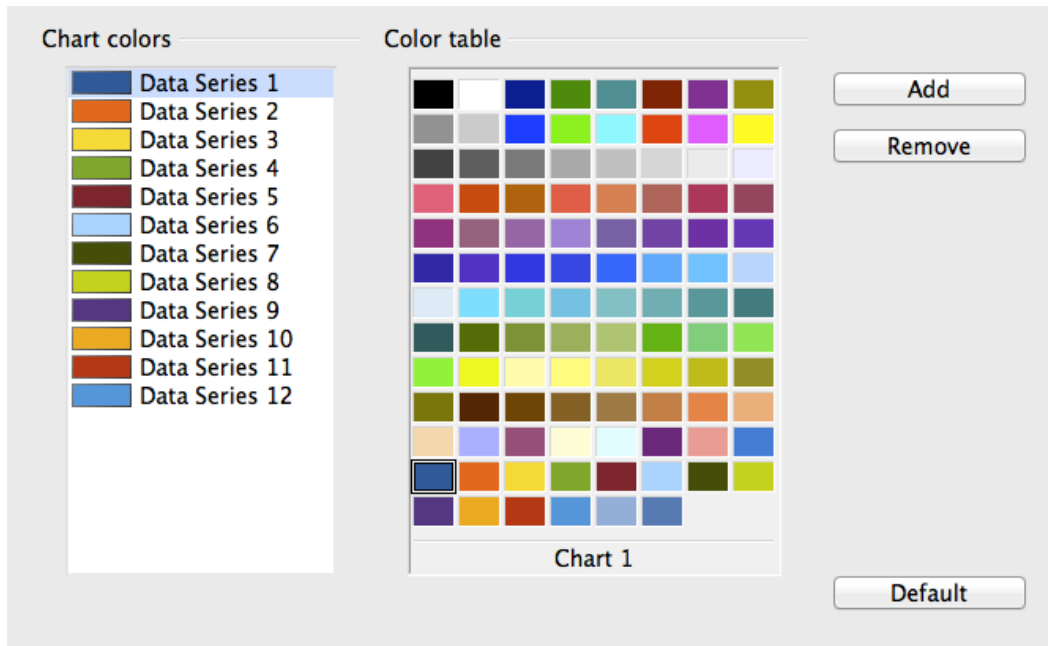 Chart colors
Data Series 1
Data Series 2
Data Series 3
Data Series 4
Data Series 5
Data Series 6
Data Series 7
Data Series 8
Data Series 9
Data Series 10
Data Series 11
Data Series 12
Color table
Chart 1
Add
Remove
Default